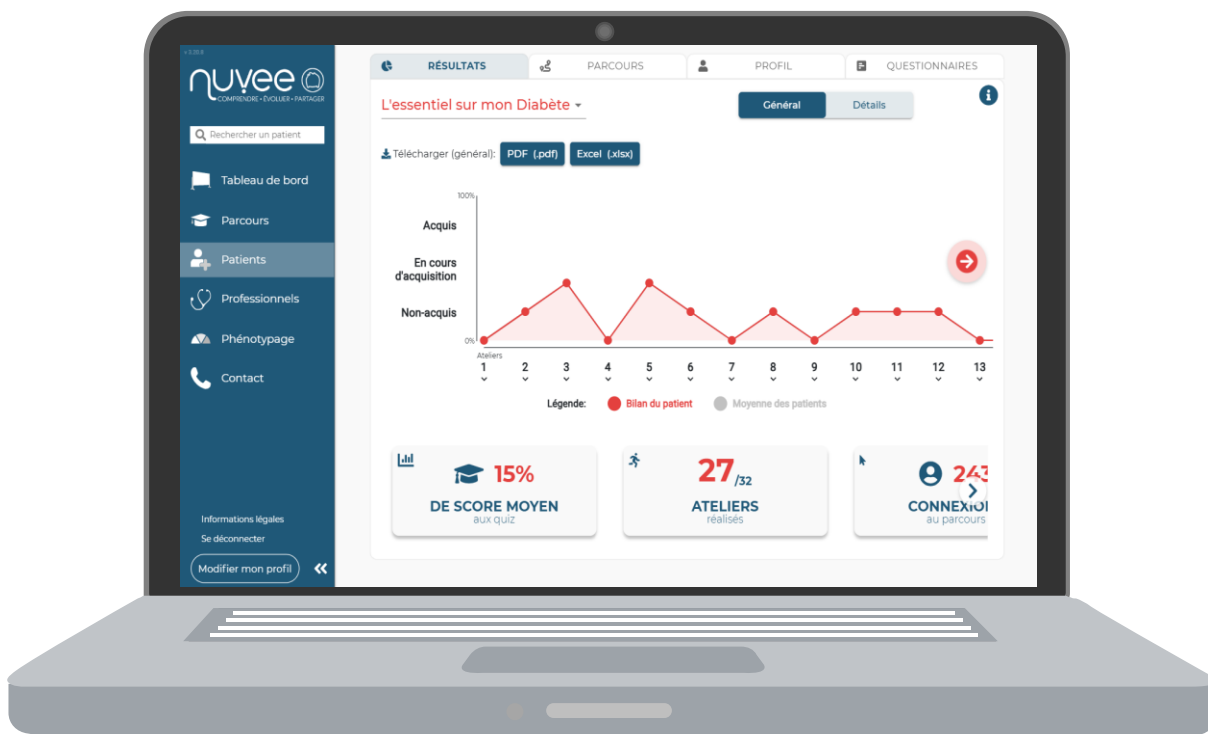 v 3.20.8
nuvee
COMPRENDRE • ÉVOLUER • PARTAGER
Rechercher un patient
Tableau de bord
Parcours
Patients
Professionnels
Phénotypage
Contact
Informations légales
Se déconnecter
Modifier mon profil
RÉSULTATS PARCOURS PROFIL QUESTIONNAIRES
L'essentiel sur mon Diabète
Général Détails
Télécharger (général): PDF (.pdf) Excel (.xlsx)
100%
Acquis
En cours
d'acquisition
Non-acquis
0%
Ateliers
1 2 3 4 5 6 7 8 9 10 11 12 13
Légende: Bilan du patient Moyenne des patients
15%
DE SCORE MOYEN
aux quiz
27/32
ATELIERS
réalisés
243
CONNEXIO
au parcours